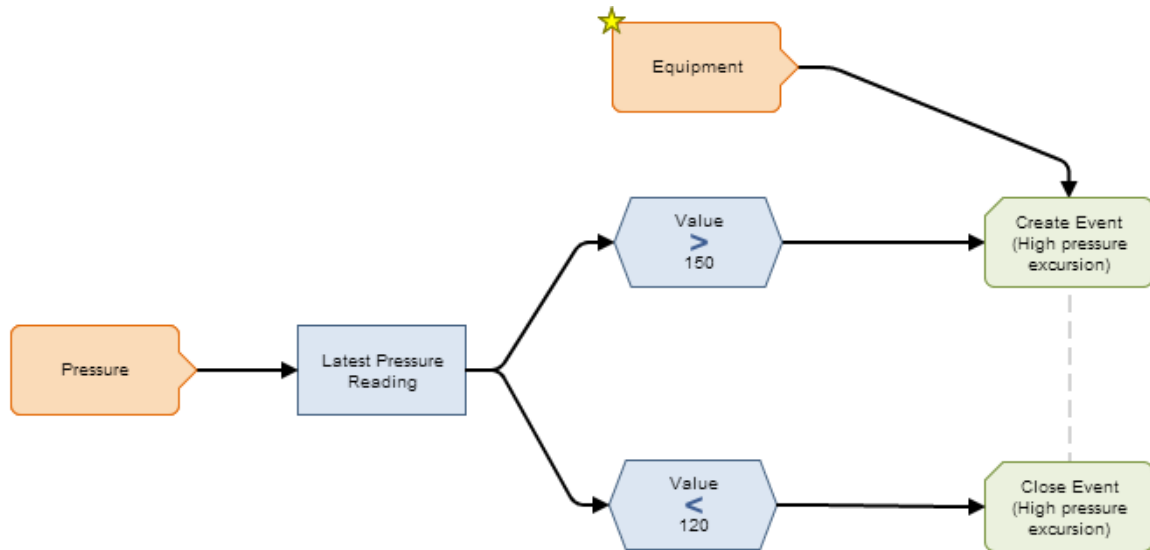 Equipment
Value
>
150
Create Event
(High pressure
excursion)
Pressure
Latest Pressure
Reading
Value
<
120
Close Event
(High pressure
excursion)